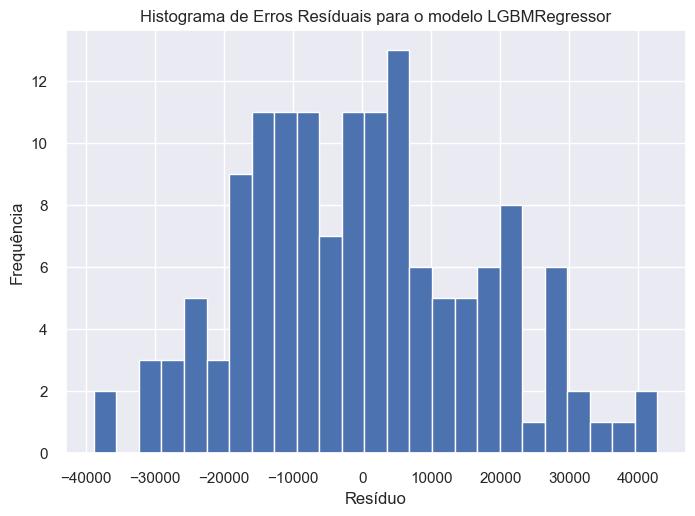 Histograma de Erros Resíduais para o modelo LGBMRegressor
12
10
8
6
4
2
0
Frequência
−40000 −30000 −20000 −10000 0 10000 20000 30000 40000
Resíduo